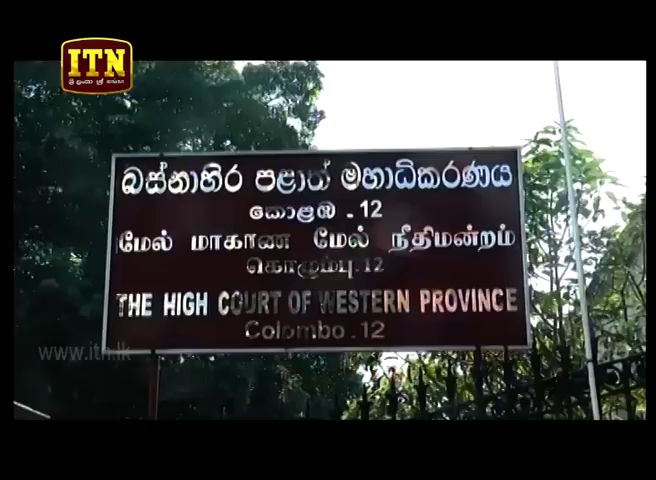 ITN
ශ්‍රී ලංකා ශ්‍රී லங்கா
බස්නාහිර පළාත් මහාධිකරණය
කොළඹ -12
மேல் மாகாண மேல் நீதிமன்றம்
கொழும்பு-12
THE HIGH COURT OF WESTERN PROVINCE
Colombo -12
www.itn.lk